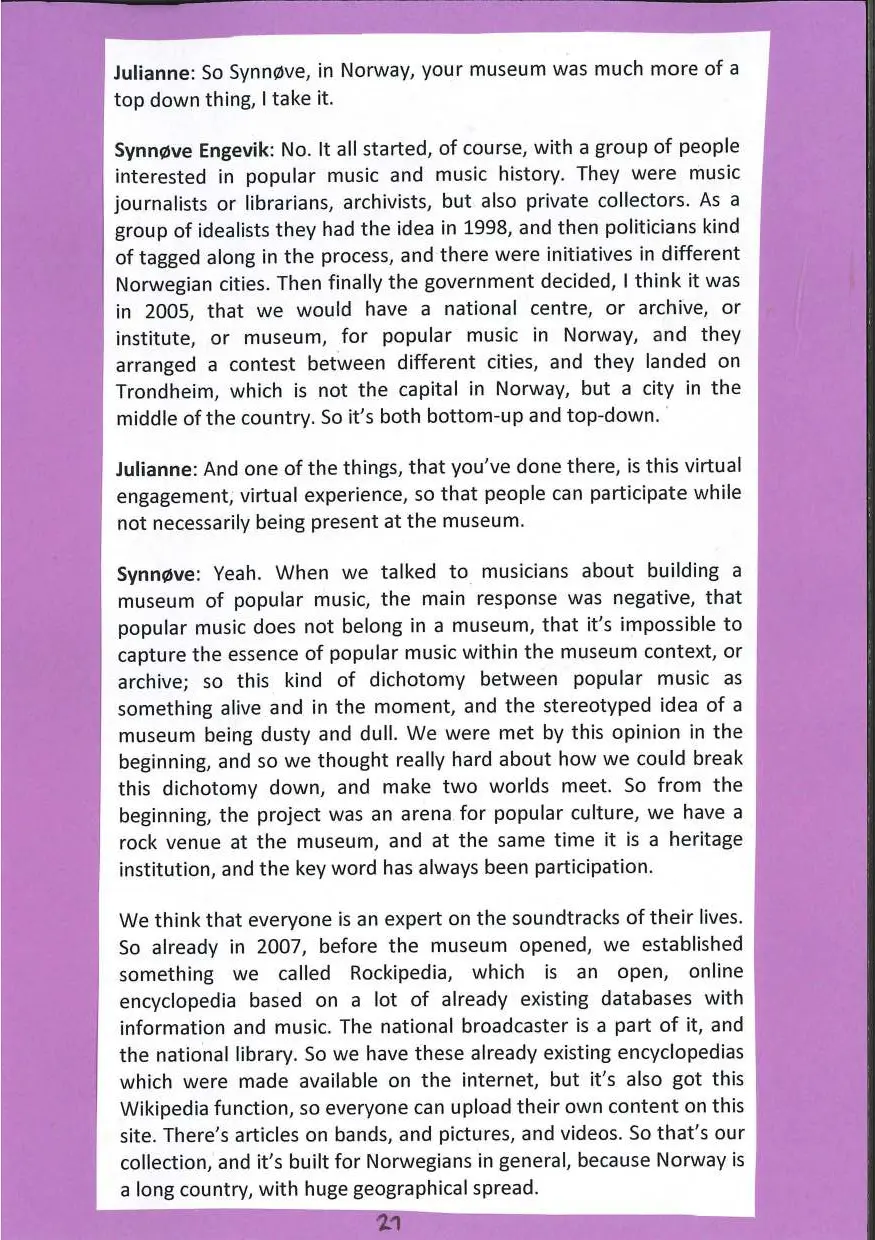 Julianne: So Synnøve, in Norway, your museum was much more of a
top down thing, I take it.
Synnøve Engevik: No. It all started, of course, with a group of people
interested in popular music and music history. They were music
journalists or librarians, archivists, but also private collectors. As a
group of idealists they had the idea in 1998, and then politicians kind
of tagged along in the process, and there were initiatives in different
Norwegian cities. Then finally the government decided, I think it was
in 2005, that we would have a national centre, or archive, or
institute, or museum, for popular music in Norway, and they
arranged a contest between different cities, and they landed on
Trondheim, which is not the capital in Norway, but a city in the
middle of the country. So it's both bottom-up and top-down.
Julianne: And one of the things, that you've done there, is this virtual
engagement, virtual experience, so that people can participate while
not necessarily being present at the museum.
Synnøve: Yeah. When we talked to musicians about building a
museum of popular music, the main response was negative, that
popular music does not belong in a museum, that it's impossible to
capture the essence of popular music within the museum context, or
archive; so this kind of dichotomy between popular music as
something alive and in the moment, and the stereotyped idea of a
museum being dusty and dull. We were met by this opinion in the
beginning, and so we thought really hard about how we could break
this dichotomy down, and make two worlds meet. So from the
beginning, the project was an arena for popular culture, we have a
rock venue at the museum, and at the same time it is a heritage
institution, and the key word has always been participation.
We think that everyone is an expert on the soundtracks of their lives.
So already in 2007, before the museum opened, we established
something we called Rockipedia, which is an open, online
encyclopedia based on a lot of already existing databases with
information and music. The national broadcaster is a part of it, and
the national library. So we have these already existing encyclopedias
which were made available on the internet, but it's also got this
Wikipedia function, so everyone can upload their own content on this
site. There's articles on bands, and pictures, and videos. So that's our
collection, and it's built for Norwegians in general, because Norway is
a long country, with huge geographical spread.
21